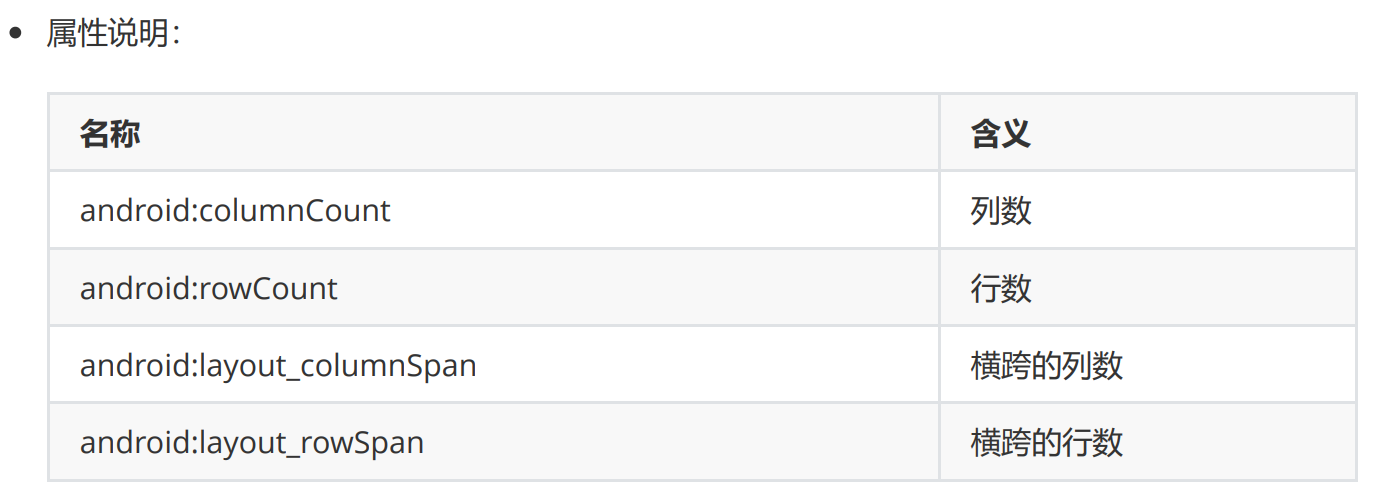 属性说明：
名称 含义
android:columnCount 列数
android:rowCount 行数
android:layout_columnSpan 横跨的列数
android:layout_rowSpan 横跨的行数